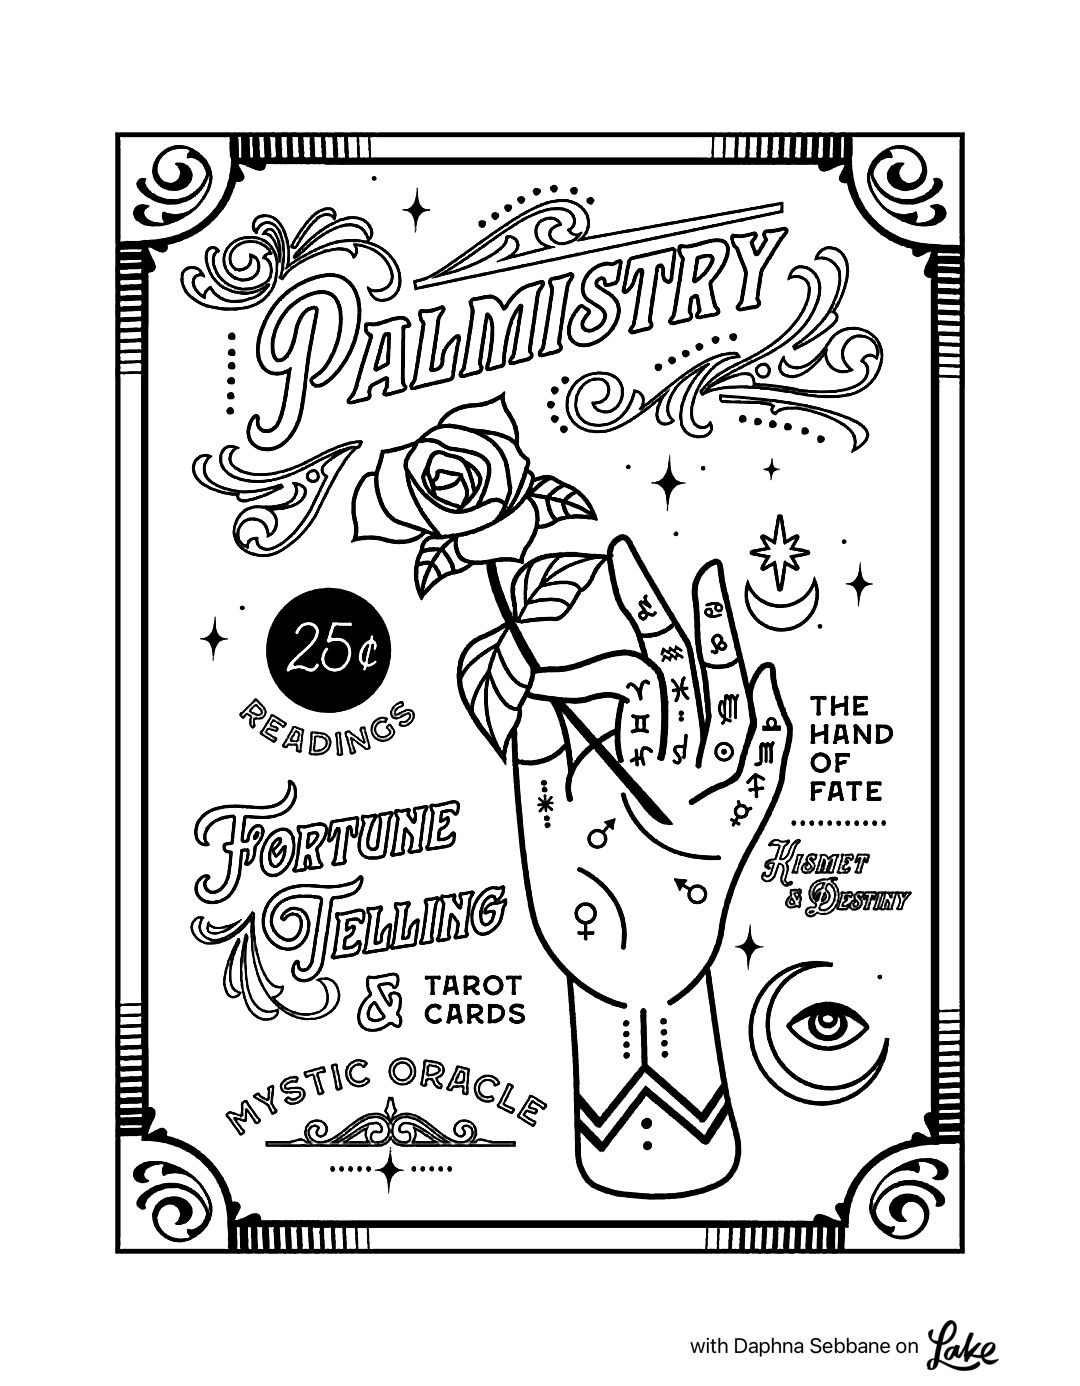 PALMISTRY
25¢
READINGS
THE
HAND
OF
FATE
KISMET
& DESTINY
FORTUNE
TELLING
& TAROT
CARDS
MYSTIC ORACLE
with Daphna Sebbane on Lake